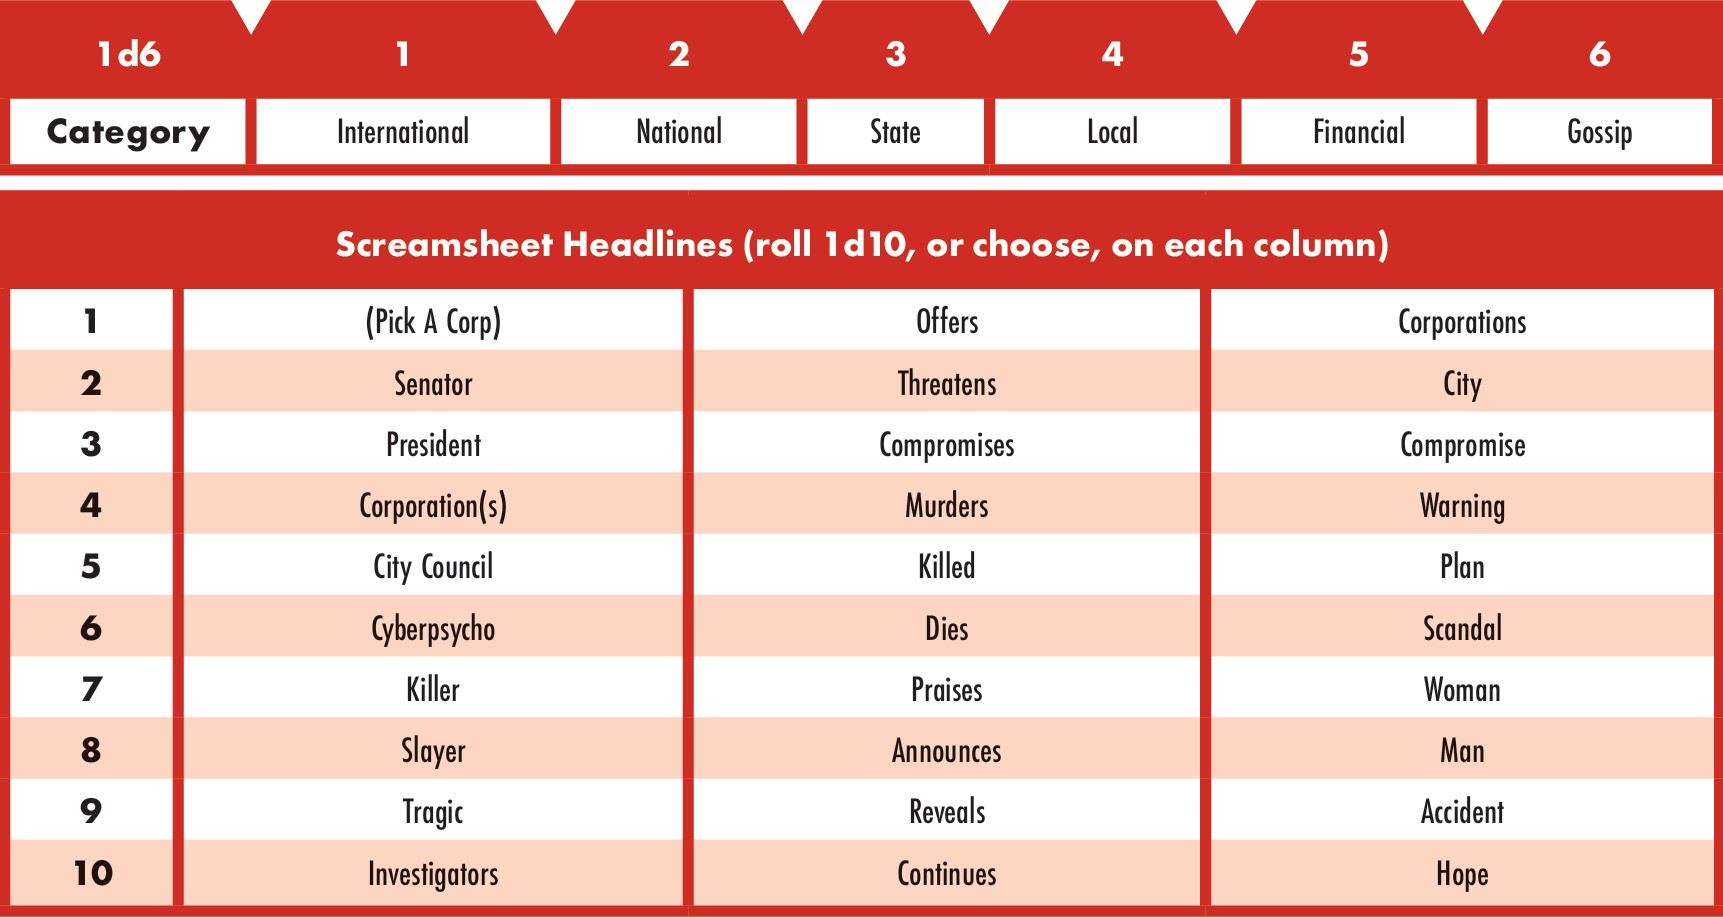 1d6 1 2 3 4 5 6
Category International National State Local Financial Gossip
Screamsheet Headlines (roll 1d10, or choose, on each column)
1 (Pick A Corp) Offers Corporations
2 Senator Threatens City
3 President Compromises Compromise
4 Corporation(s) Murders Warning
5 City Council Killed Plan
6 Cyberpsycho Dies Scandal
7 Killer Praises Woman
8 Slayer Announces Man
9 Tragic Reveals Accident
10 Investigators Continues Hope